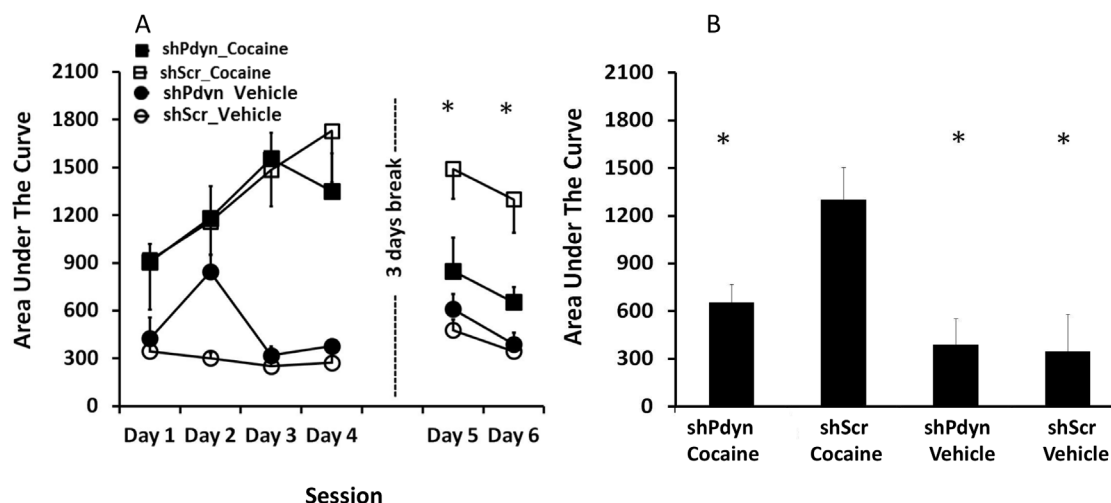 A
shPdyn_Cocaine
shScr_Cocaine
shPdyn_Vehicle
shScr_Vehicle
Area Under The Curve
2100
1800
1500
1200
900
600
300
0
* *
3 days break
Day 1 Day 2 Day 3 Day 4 Day 5 Day 6
Session
B
Area Under The Curve
2100
1800
1500
1200
900
600
300
0
* * *
shPdyn shScr shPdyn shScr
Cocaine Cocaine Vehicle Vehicle